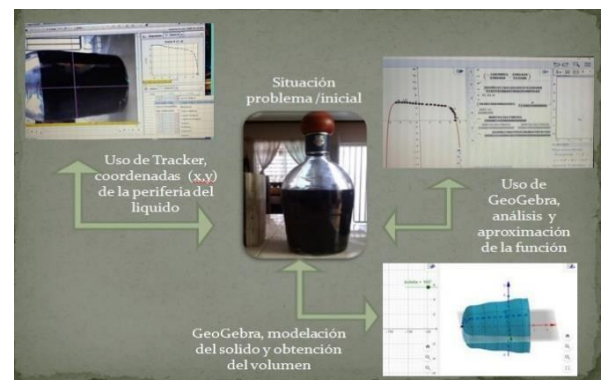 Situación
problema /inicial
Uso de Tracker,
coordenadas (x,y)
de la periferia del
liquido
Uso de
GeoGebra,
análisis y
aproximación
de la función
GeoGebra, modelación
del solido y obtención
del volumen